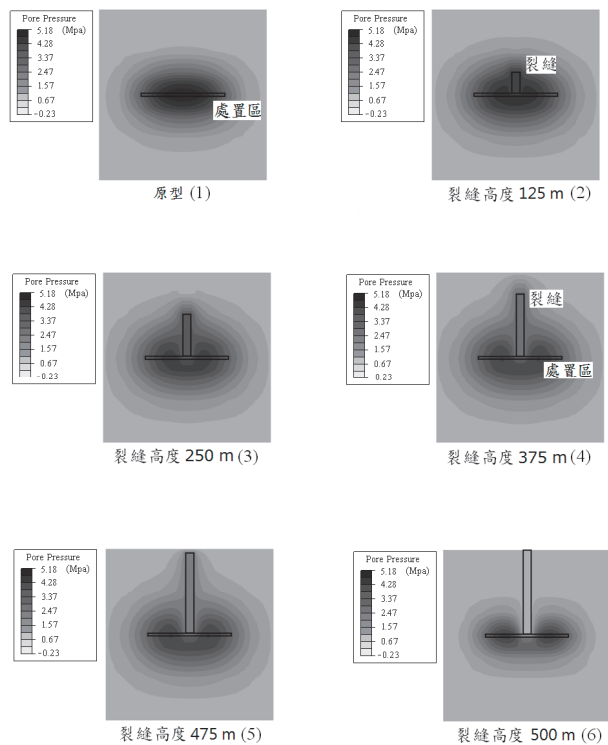 Pore Pressure
(Mpa)
5.18
4.28
3.37
2.47
1.57
0.67
-0.23
處置區
原型 (1)
Pore Pressure
(Mpa)
5.18
4.28
3.37
2.47
1.57
0.67
-0.23
裂縫
裂縫高度 125 m (2)
Pore Pressure
(Mpa)
5.18
4.28
3.37
2.47
1.57
0.67
-0.23
裂縫高度 250 m (3)
Pore Pressure
(Mpa)
5.18
4.28
3.37
2.47
1.57
0.67
0.23
裂縫
處置區
裂縫高度 375 m (4)
Pore Pressure
(Mpa)
5.18
4.28
3.37
2.47
1.57
0.67
-0.23
裂縫高度 475 m (5)
Pore Pressure
(Mpa)
5.18
4.28
3.37
2.47
1.57
0.67
-0.23
裂縫高度 500 m (6)